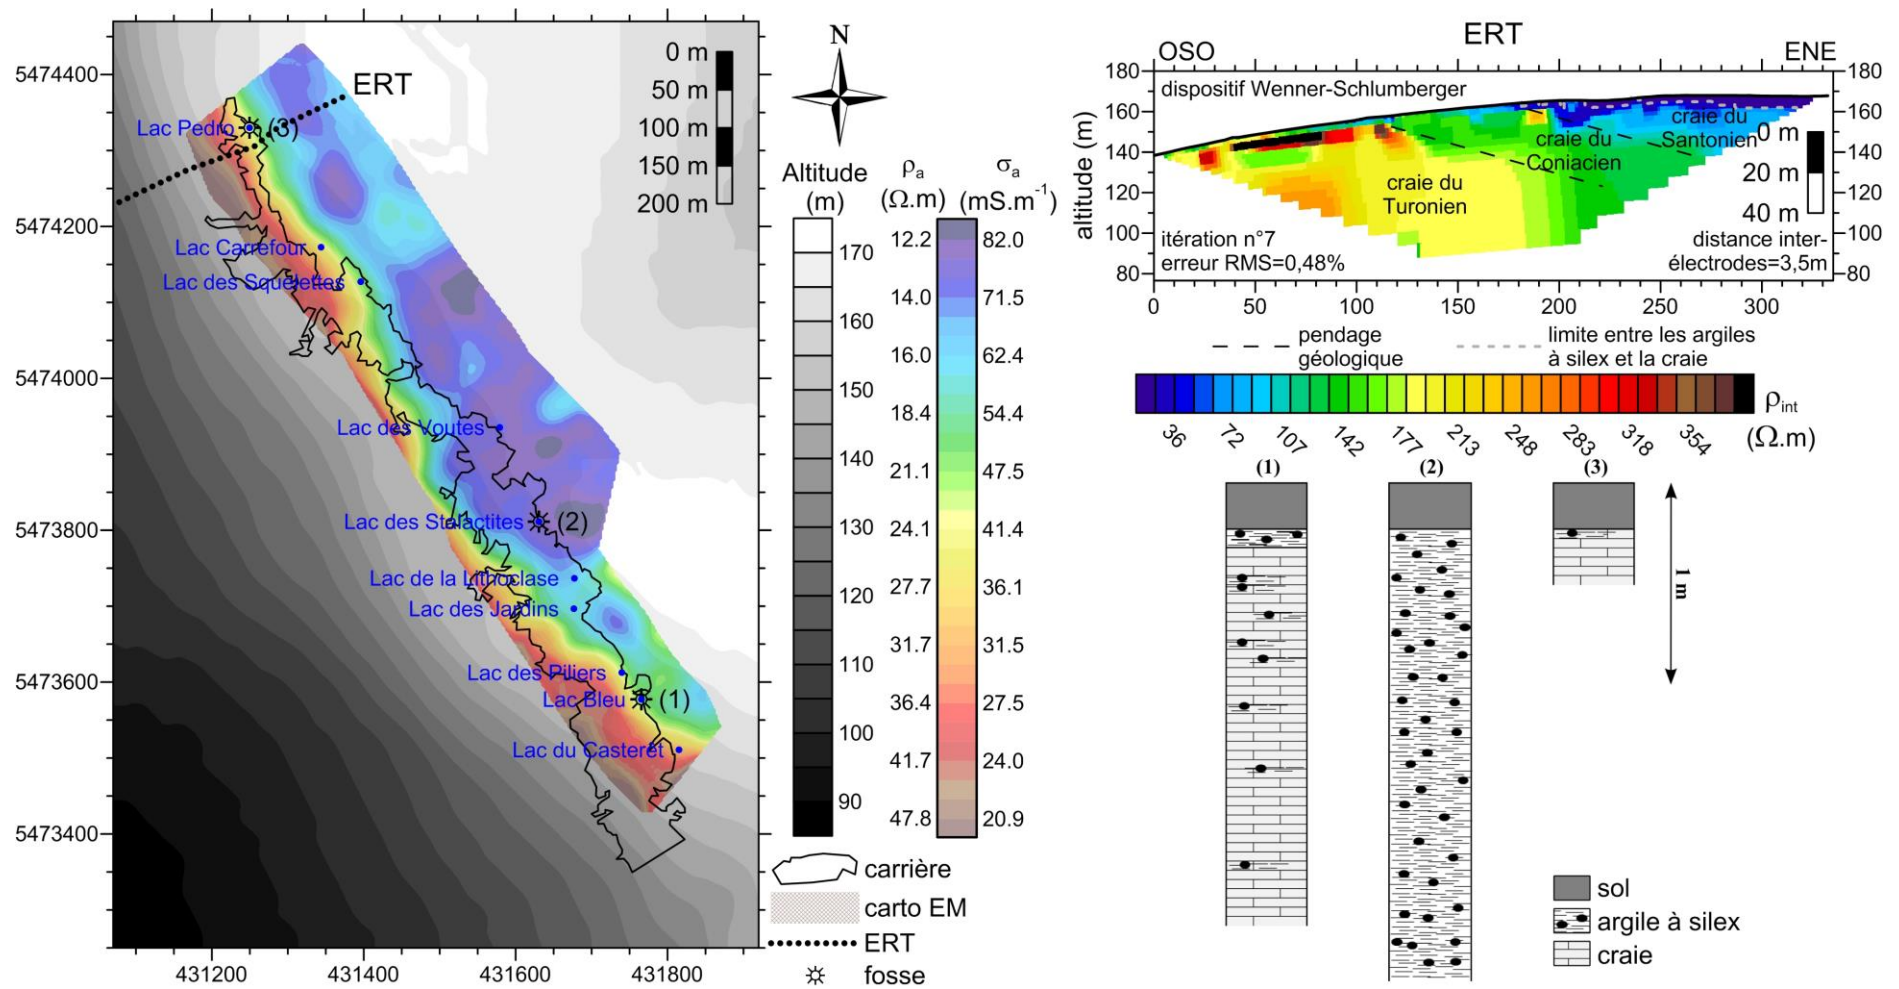 5474400
5474200
5474000
5473800
5473600
5473400
431200
431400
431600
431800
ERT
0 m
50 m
100 m
150 m
200 m
Lac Pedro
(3)
Lac Carrefour
Lac des Squelettes
Lac des Voutes
Lac des Stalactites
(2)
Lac de la Lithoclase
Lac des Jardins
Lac des Piliers
Lac Bleu
(1)
Lac du Casteret
N
Altitude
(m)
170
160
150
140
130
120
110
100
90
ρa
(Ω.m)
12.2
14.0
16.0
18.4
21.1
24.1
27.7
31.7
36.4
41.7
47.8
σa
(mS.m⁻¹)
82.0
71.5
62.4
54.4
47.5
41.4
36.1
31.5
27.5
24.0
20.9
carrière
carto EM
ERT
fosse
ERT
OSO
ENE
altitude (m)
180
160
140
120
100
80
180
160
140
120
100
80
dispositif Wenner-Schlumberger
craie du
Santonien
craie du
Coniacien
craie du
Turonien
0 m
20 m
40 m
itération n°7
erreur RMS=0,48%
distance inter-
électrodes=3,5m
0
50
100
150
200
250
300
pendage
géologique
limite entre les argiles
à silex et la craie
ρint
(Ω.m)
36
72
107
142
177
213
248
283
318
354
(1)
(2)
(3)
1 m
sol
argile à silex
craie